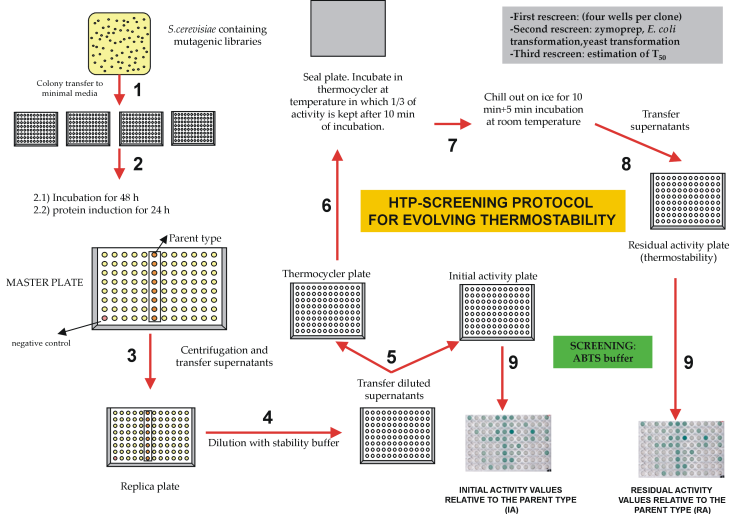 S.cerevisiae containing
mutagenic libraries
Colony transfer to
minimal media
1
2
2.1) Incubation for 48 h
2.2) protein induction for 24 h
Parent type
MASTER PLATE
negative control
3
Centrifugation and
transfer supernatants
Replica plate
4
Dilution with stability buffer
Transfer diluted
supernatants
5
Thermocycler plate
Initial activity plate
6
Seal plate. Incubate in
thermocycler at
temperature in which 1/3 of
activity is kept after 10 min
of incubation.
7
Chill out on ice for 10
min+5 min incubation
at room temperature
Transfer
supernatants
8
Residual activity plate
(thermostability)
9
9
-First rescreen: (four wells per clone)
-Second rescreen: zymoprep, E. coli
transformation,yeast transformation
-Third rescreen: estimation of T50
HTP-SCREENING PROTOCOL
FOR EVOLVING THERMOSTABILITY
SCREENING:
ABTS buffer
INITIAL ACTIVITY VALUES
RELATIVE TO THE PARENT TYPE
(IA)
RESIDUAL ACTIVITY
VALUES RELATIVE TO THE
PARENT TYPE (RA)